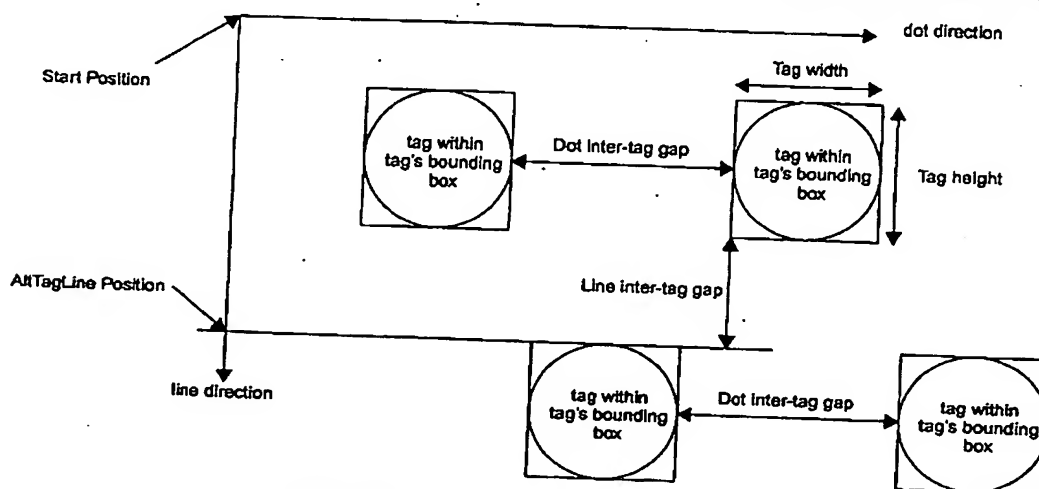 dot direction
Start Position
Tag width
tag within
tag's bounding
box
Dot inter-tag gap
tag within
tag's bounding
box
Tag height
Line inter-tag gap
AltTagLine Position
line direction
tag within
tag's bounding
box
Dot inter-tag gap
tag within
tag's bounding
box